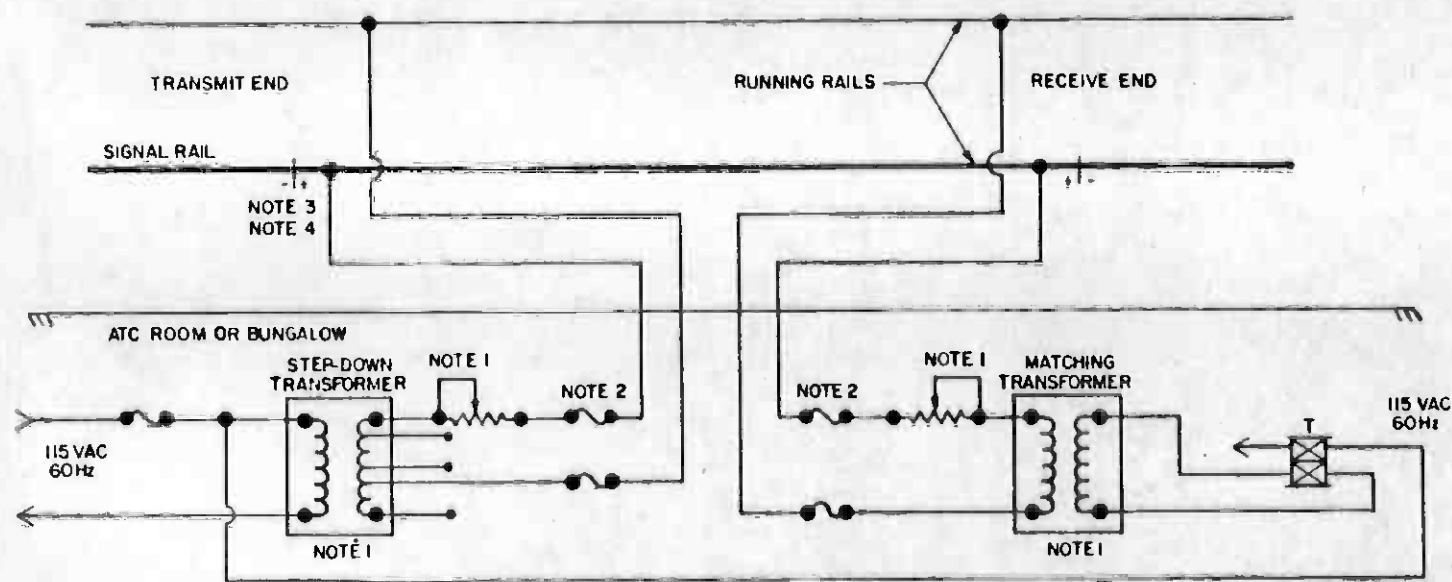 TRANSMIT END
RUNNING RAILS
RECEIVE END
SIGNAL RAIL
- +
+ -
NOTE 3
NOTE 4
ATC ROOM OR BUNGALOW
STEP-DOWN
TRANSFORMER
NOTE 1
NOTE 2
NOTE 2
NOTE 1
MATCHING
TRANSFORMER
115 VAC
60Hz
T
115 VAC
60Hz
NOTE 1
NOTE 1